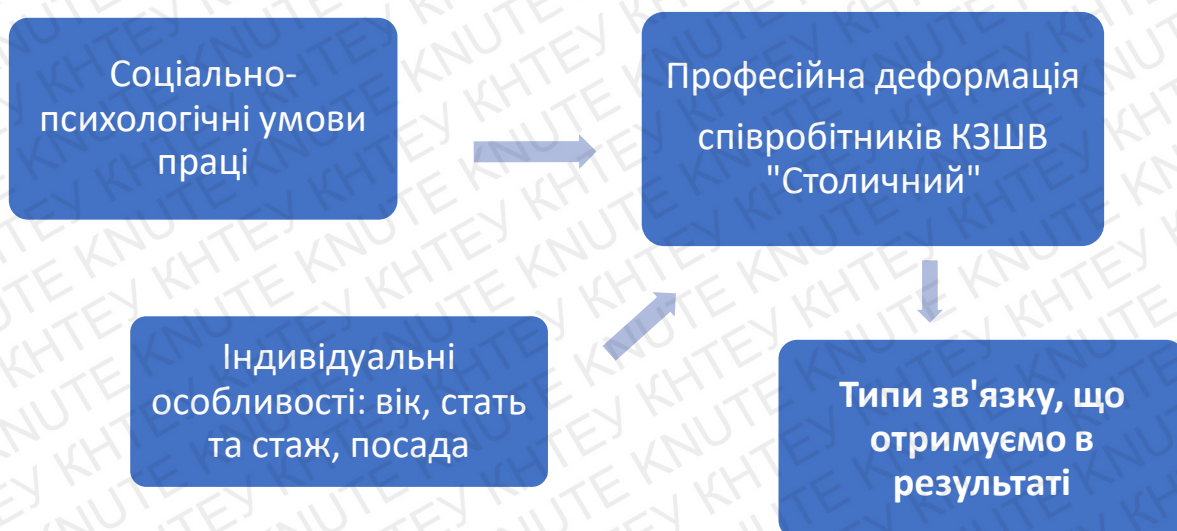 Соціально-
психологічні умови
праці
Професійна деформація
співробітників КЗШВ
"Столичний"
Індивідуальні
особливості: вік, стать
та стаж, посада
Типи зв'язку, що
отримуємо в
результаті